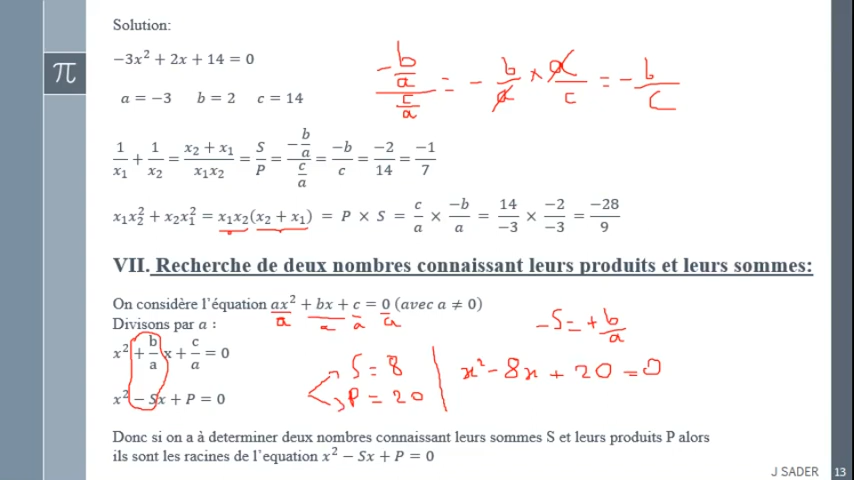 Solution:
−3x² + 2x + 14 = 0
a = −3 b = 2 c = 14
1/x₁ + 1/x₂ = (x₂ + x₁)/(x₁x₂) = S/P = (−b/a)/(c/a) = −b/c = −2/14 = −1/7
x₁x₂² + x₂x₁² = x₁x₂(x₂ + x₁) = P × S = c/a × −b/a = 14/−3 × −2/−3 = −28/9
(−b/a)/(c/a) = − b/a × a/c = − b/c
π
VII. Recherche de deux nombres connaissant leurs produits et leurs sommes:
On considère l'équation ax² + bx + c = 0 (avec a ≠ 0)
a a a a
Divisons par a :
−S = + b/a
x² + b/a x + c/a = 0
x² − Sx + P = 0
S = 8
P = 20
x² − 8x + 20 = 0
Donc si on a à determiner deux nombres connaissant leurs sommes S et leurs produits P alors
ils sont les racines de l'equation x² − Sx + P = 0
J SADER 13